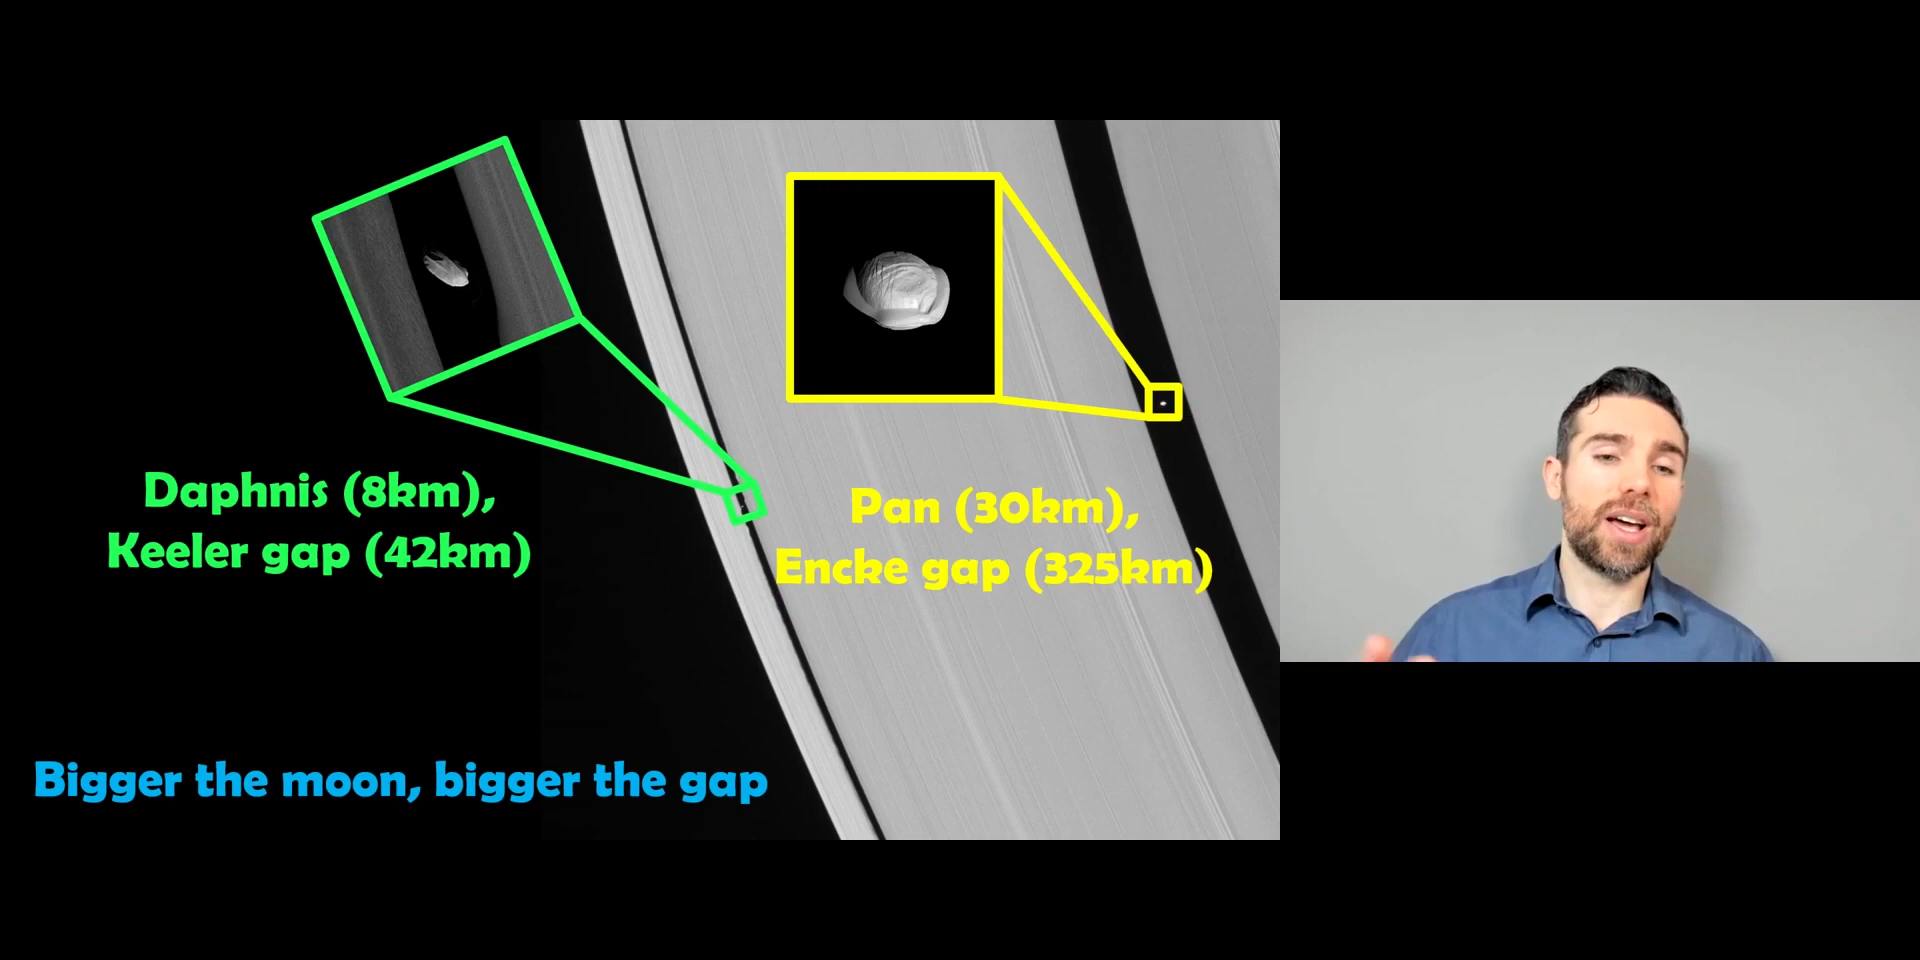 Daphnis (8km),
Keeler gap (42km)
Pan (30km),
Encke gap (325km)
Bigger the moon, bigger the gap